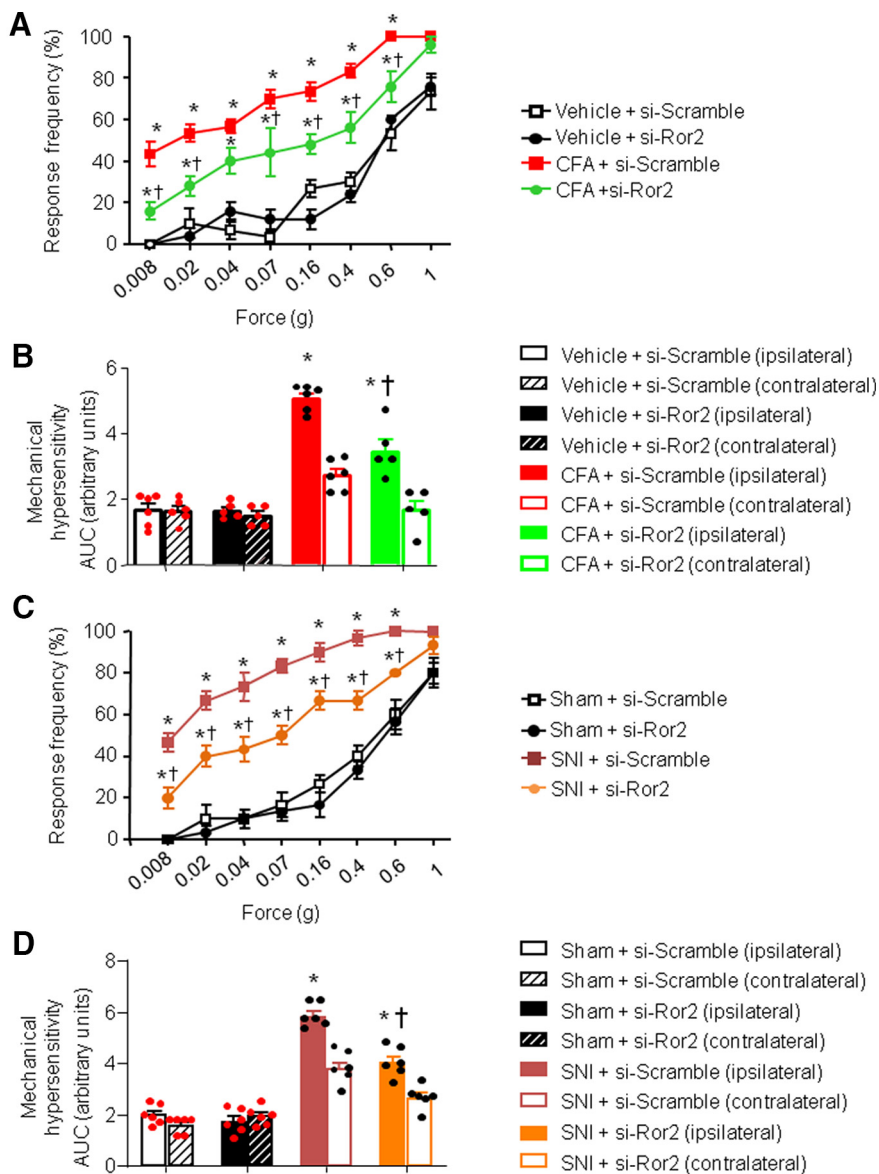 A
Response frequency (%)
100
80
60
40
20
0
* * * * * * *
*† *† * *† *† *† *†
0.008 0.02 0.04 0.07 0.16 0.4 0.6 1
Force (g)
Vehicle + si-Scramble
Vehicle + si-Ror2
CFA + si-Scramble
CFA +si-Ror2
B
Mechanical
hypersensitivity
AUC (arbitrary units)
6
4
2
0
*
* †
Vehicle + si-Scramble (ipsilateral)
Vehicle + si-Scramble (contralateral)
Vehicle + si-Ror2 (ipsilateral)
Vehicle + si-Ror2 (contralateral)
CFA + si-Scramble (ipsilateral)
CFA + si-Scramble (contralateral)
CFA + si-Ror2 (ipsilateral)
CFA + si-Ror2 (contralateral)
C
Response frequency (%)
100
80
60
40
20
0
* * * * * * *
*† *† *† *† *† *† *†
0.008 0.02 0.04 0.07 0.16 0.4 0.6 1
Force (g)
Sham + si-Scramble
Sham + si-Ror2
SNI + si-Scramble
SNI + si-Ror2
D
Mechanical
hypersensitivity
AUC (arbitrary units)
8
6
4
2
0
*
* †
Sham + si-Scramble (ipsilateral)
Sham + si-Scramble (contralateral)
Sham + si-Ror2 (ipsilateral)
Sham + si-Ror2 (contralateral)
SNI + si-Scramble (ipsilateral)
SNI + si-Scramble (contralateral)
SNI + si-Ror2 (ipsilateral)
SNI + si-Ror2 (contralateral)